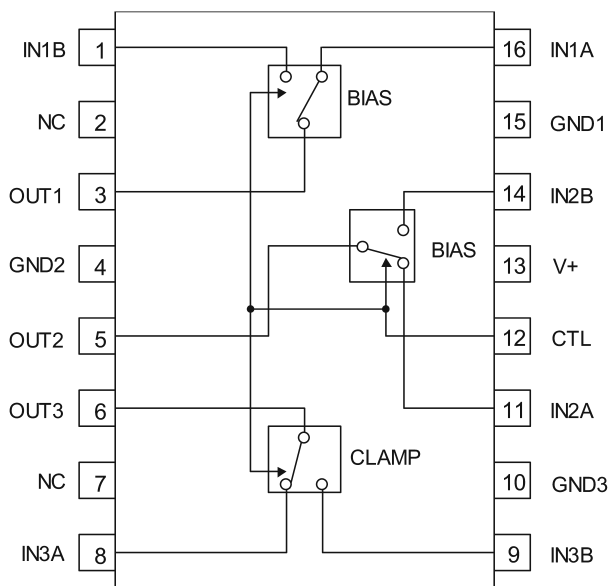 IN1B 1 16 IN1A
BIAS
NC 2 15 GND1
OUT1 3 14 IN2B
BIAS
GND2 4 13 V+
OUT2 5 12 CTL
OUT3 6 11 IN2A
CLAMP
NC 7 10 GND3
IN3A 8 9 IN3B